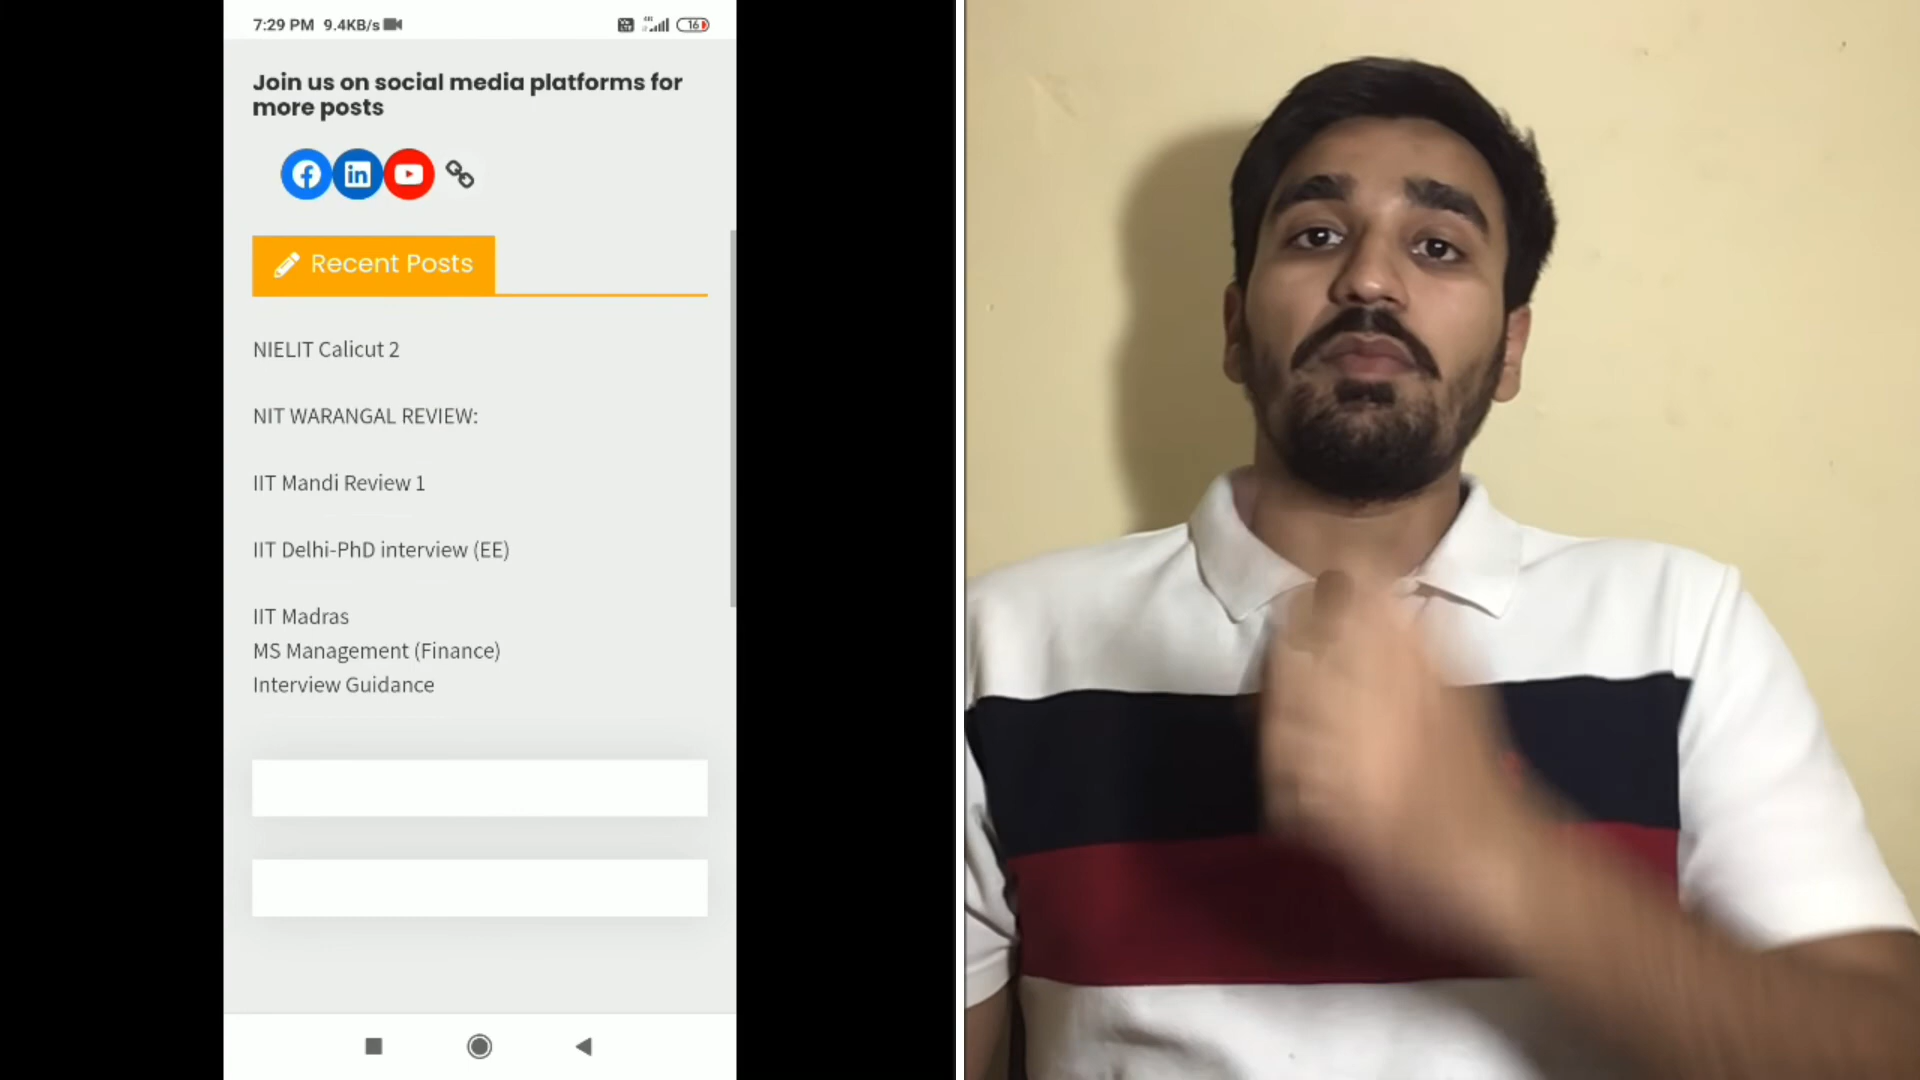 7:29 PM 9.4KB/s
16
Join us on social media platforms for
more posts
in
Recent Posts
NIELIT Calicut 2
NIT WARANGAL REVIEW:
IIT Mandi Review 1
IIT Delhi-PhD interview (EE)
IIT Madras
MS Management (Finance)
Interview Guidance